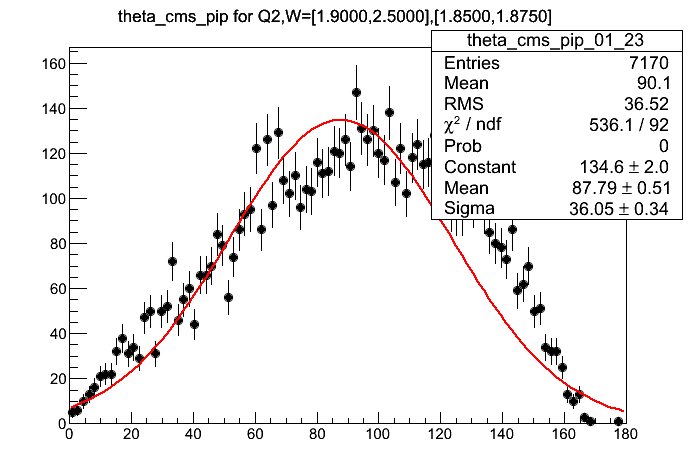 theta_cms_pip for Q2,W=[1.9000,2.5000],[1.8500,1.8750]
theta_cms_pip_01_23
Entries 7170
Mean 90.1
RMS 36.52
χ² / ndf 536.1 / 92
Prob 0
Constant 134.6 ± 2.0
Mean 87.79 ± 0.51
Sigma 36.05 ± 0.34
160
140
120
100
80
60
40
20
0
0 20 40 60 80 100 120 140 160 180